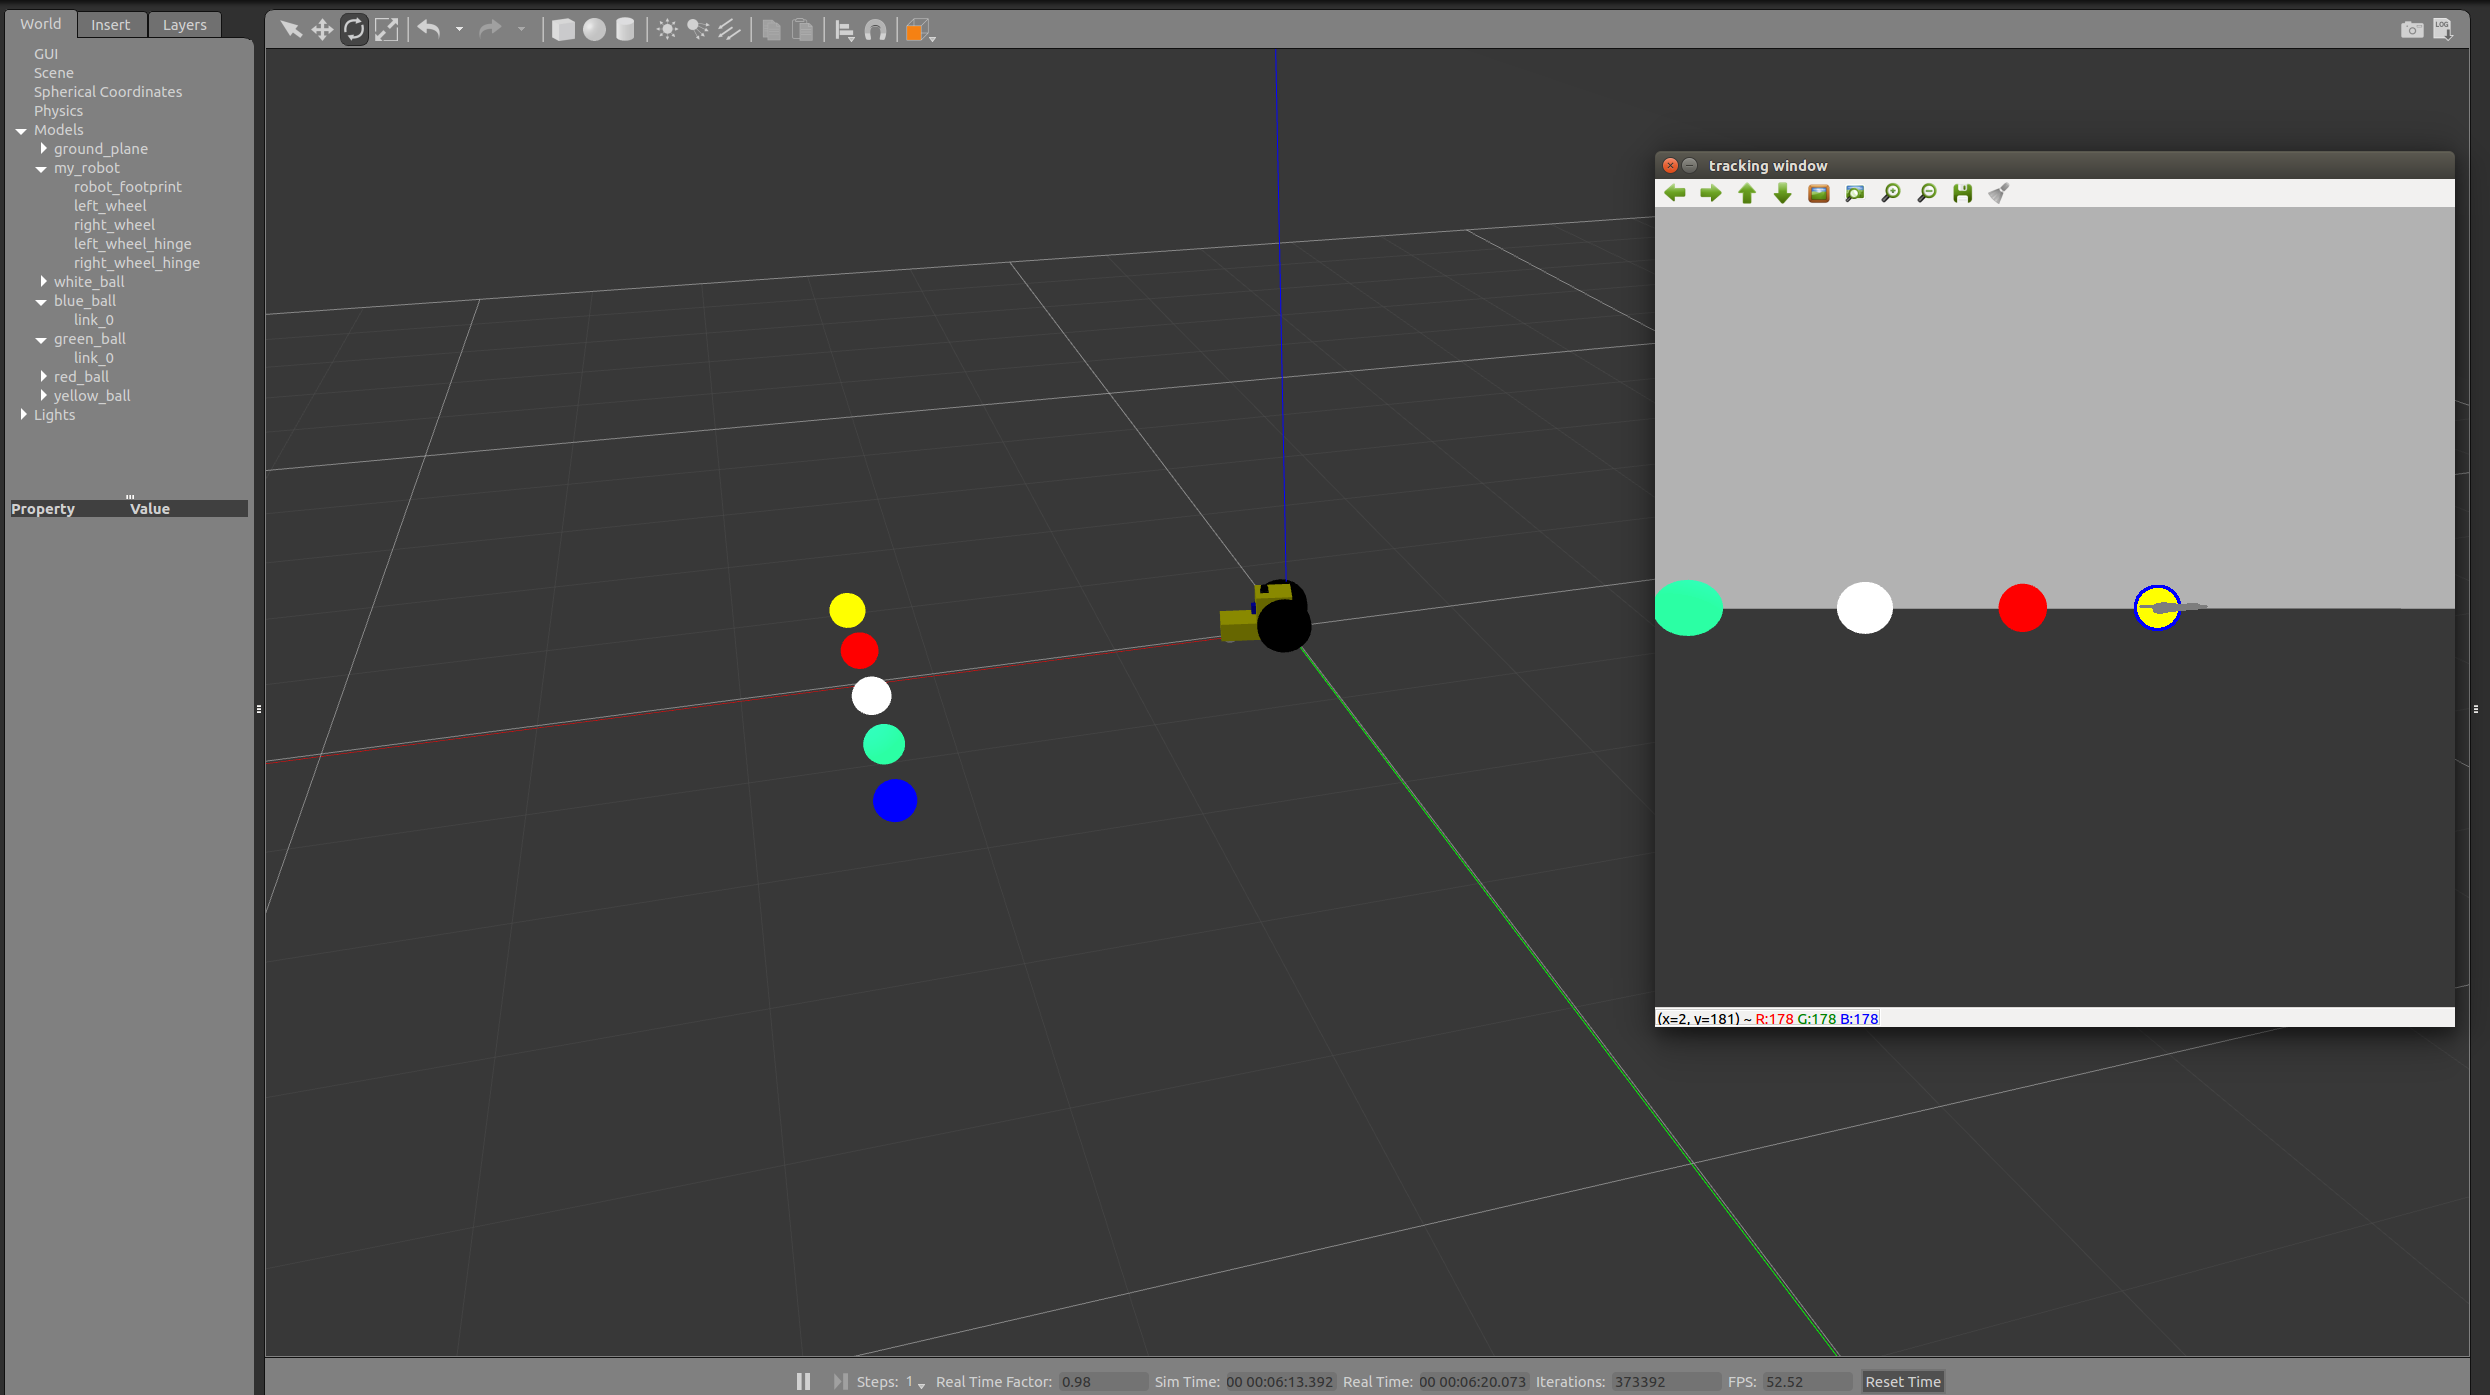 World Insert Layers
LOG
GUI
Scene
Spherical Coordinates
Physics
Models
ground_plane
my_robot
robot_footprint
left_wheel
right_wheel
left_wheel_hinge
right_wheel_hinge
white_ball
blue_ball
link_0
green_ball
link_0
red_ball
yellow_ball
Lights
Property Value
tracking window
(x=2, y=181) ~ R:178 G:178 B:178
Steps: 1 Real Time Factor: 0.98 Sim Time: 00 00:06:13.392 Real Time: 00 00:06:20.073 Iterations: 373392 FPS: 52.52 Reset Time